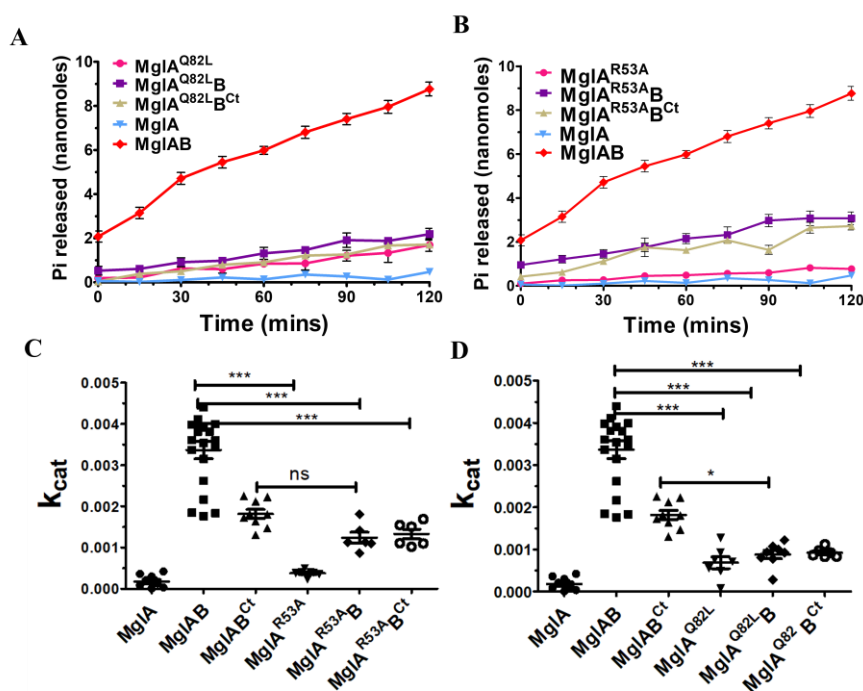 A
MglA^Q82L
MglA^Q82L B
MglA^Q82L B^Ct
MglA
MglAB
Pi released (nanomoles)
10
8
6
4
2
0
0 30 60 90 120
Time (mins)
B
MglA^R53A
MglA^R53A B
MglA^R53A B^Ct
MglA
MglAB
Pi released (nanomoles)
10
8
6
4
2
0
0 30 60 90 120
Time (mins)
C
k_cat
0.005
0.004
0.003
0.002
0.001
0.000
***
***
***
ns
MglA
MglAB
MglAB^Ct
MglA^R53A
MglA^R53A B
MglA^R53A B^Ct
D
k_cat
0.005
0.004
0.003
0.002
0.001
0.000
***
***
***
*
MglA
MglAB
MglAB^Ct
MglA^Q82L
MglA^Q82L B
MglA^Q82 B^Ct